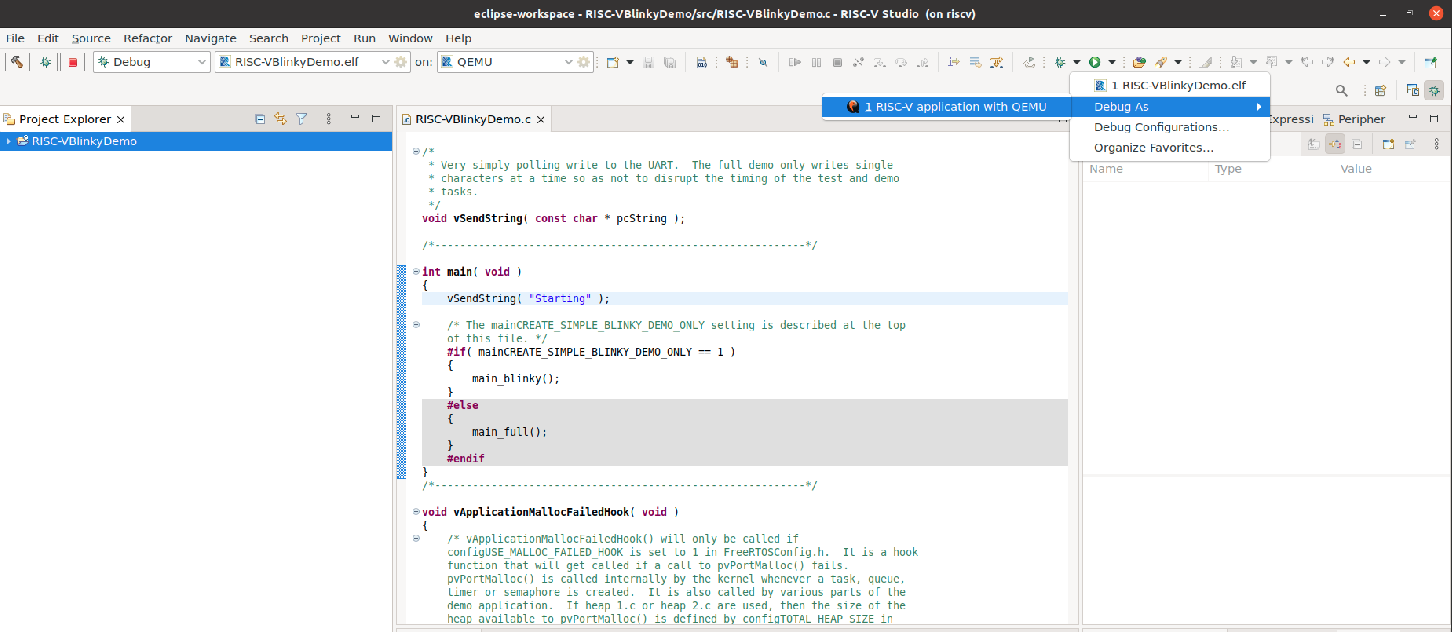 eclipse-workspace - RISC-VBlinkyDemo/src/RISC-VBlinkyDemo.c - RISC-V Studio  (on riscv)
File Edit Source Refactor Navigate Search Project Run Window Help
Debug RISC-VBlinkyDemo.elf on: QEMU
1 RISC-VBlinkyDemo.elf
1 RISC-V application with QEMU
Debug As
Debug Configurations...
Organize Favorites...
Project Explorer
RISC-VBlinkyDemo.c
Expressi
Peripher
RISC-VBlinkyDemo
Name Type Value
/*
* Very simply polling write to the UART.  The full demo only writes single
* characters at a time so as not to disrupt the timing of the test and demo
* tasks.
*/
void vSendString( const char * pcString );
/*-----------------------------------------------------------*/
int main( void )
{
vSendString( "Starting" );
/* The mainCREATE_SIMPLE_BLINKY_DEMO_ONLY setting is described at the top
of this file. */
#if( mainCREATE_SIMPLE_BLINKY_DEMO_ONLY == 1 )
{
main_blinky();
}
#else
{
main_full();
}
#endif
}
/*-----------------------------------------------------------*/
void vApplicationMallocFailedHook( void )
{
/* vApplicationMallocFailedHook() will only be called if
configUSE_MALLOC_FAILED_HOOK is set to 1 in FreeRTOSConfig.h.  It is a hook
function that will get called if a call to pvPortMalloc() fails.
pvPortMalloc() is called internally by the kernel whenever a task, queue,
timer or semaphore is created.  It is also called by various parts of the
demo application.  If heap_1.c or heap_2.c are used, then the size of the
heap available to pvPortMalloc() is defined by configTOTAL_HEAP_SIZE in